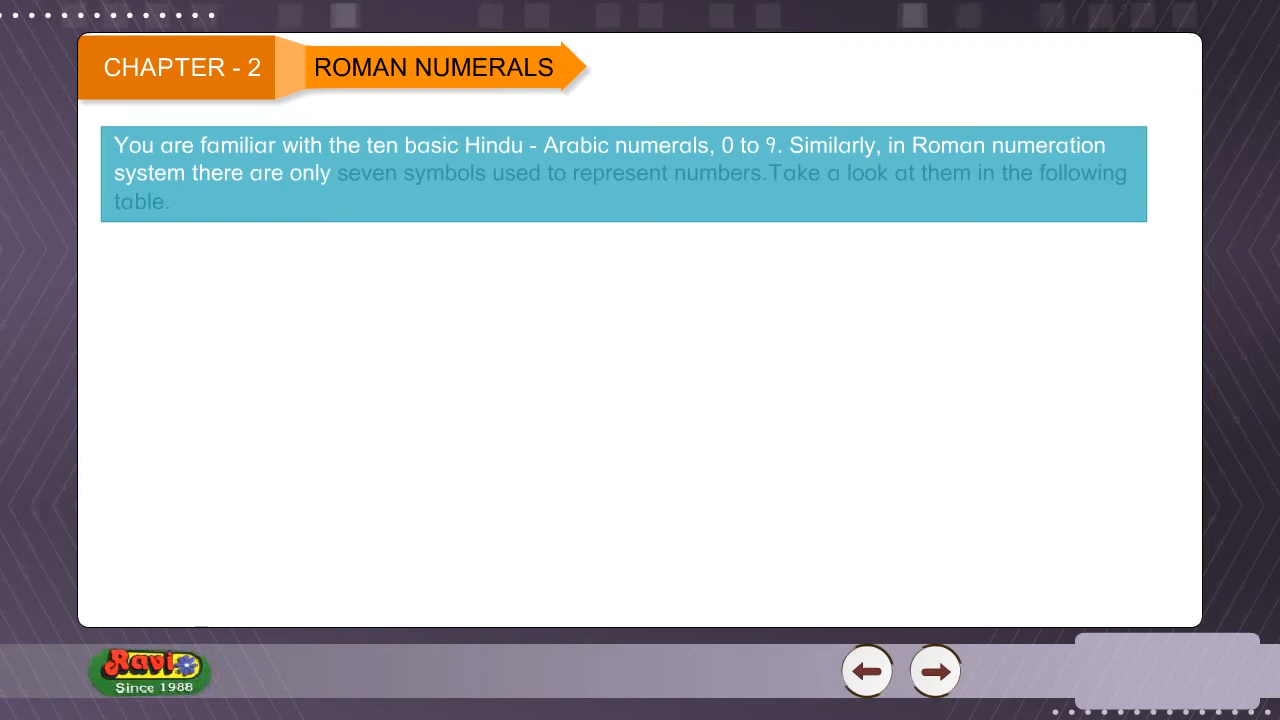 CHAPTER - 2
ROMAN NUMERALS
You are familiar with the ten basic Hindu - Arabic numerals, 0 to 9. Similarly, in Roman numeration
system there are only seven symbols used to represent numbers.Take a look at them in the following
table.
Ravi
Since 1988